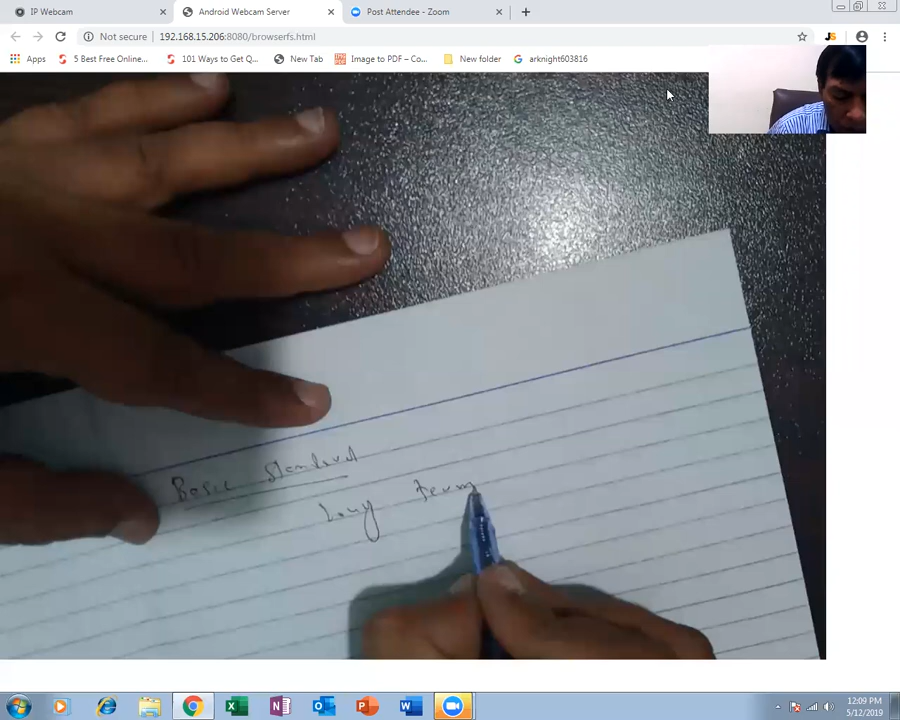 IP Webcam
Android Webcam Server
Post Attendee - Zoom
Not secure 192.168.15.206:8080/browserfs.html
JS
Apps
5 Best Free Online...
101 Ways to Get Q...
New Tab
Image to PDF – Co...
New folder
arknight603816
Basic Standard
Long term
12:09 PM
5/12/2019